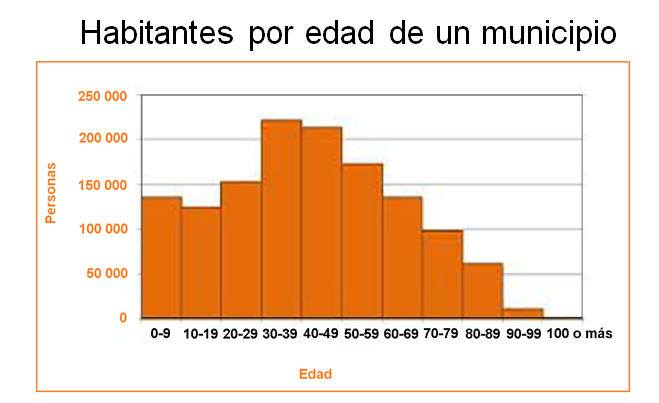 Habitantes por edad de un municipio
250 000
200 000
150 000
100 000
50 000
0
Personas
0-9 10-19 20-29 30-39 40-49 50-59 60-69 70-79 80-89 90-99 100 o más
Edad